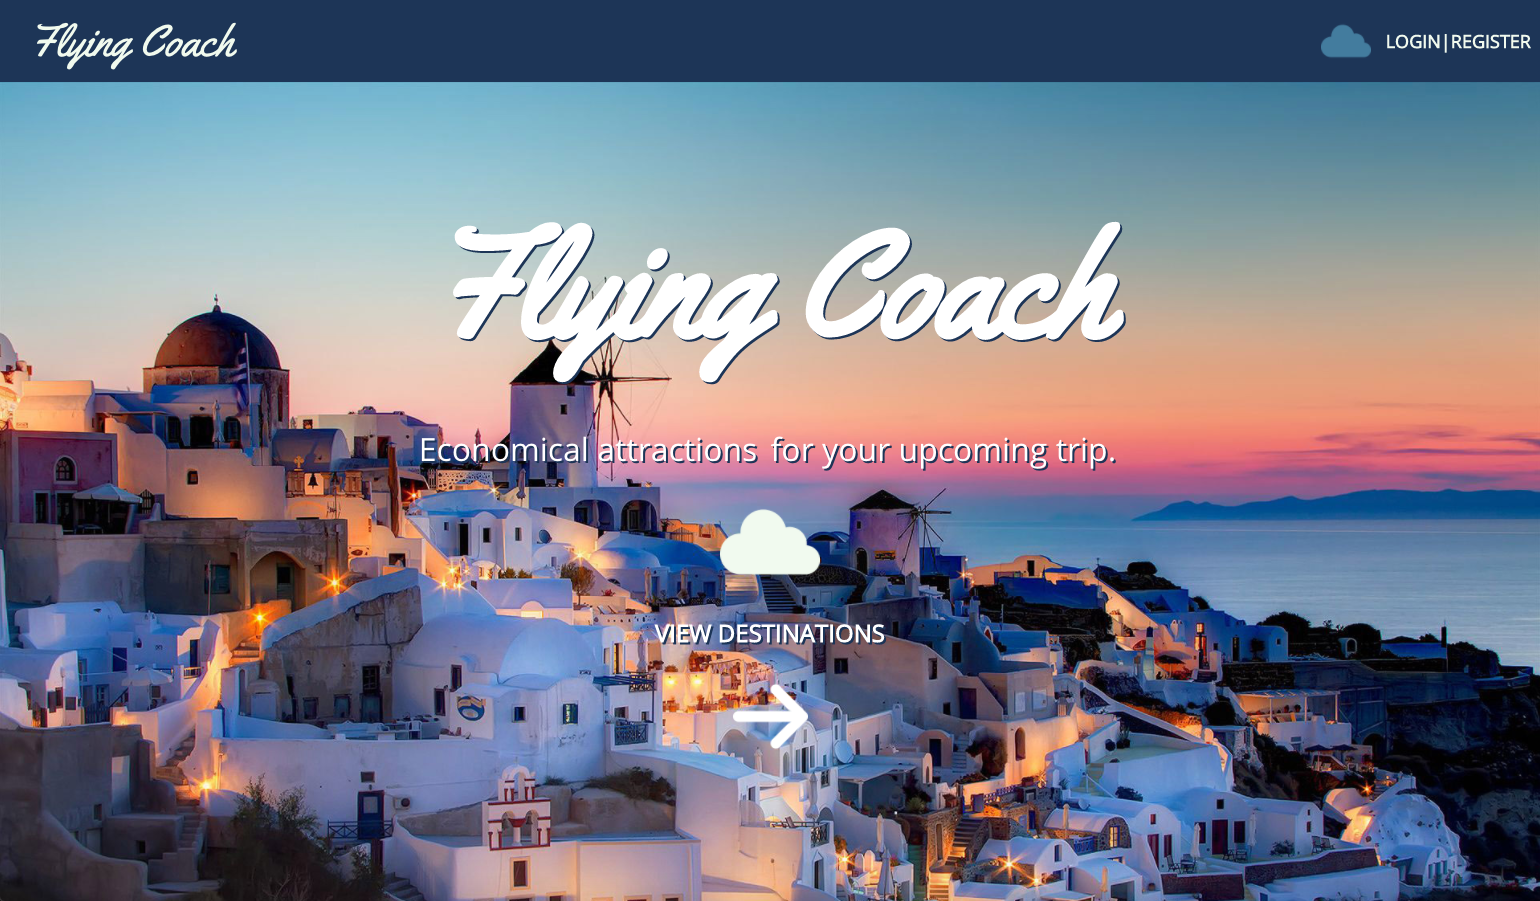 Flying Coach
LOGIN|REGISTER
Flying Coach
Economical attractions for your upcoming trip.
VIEW DESTINATIONS